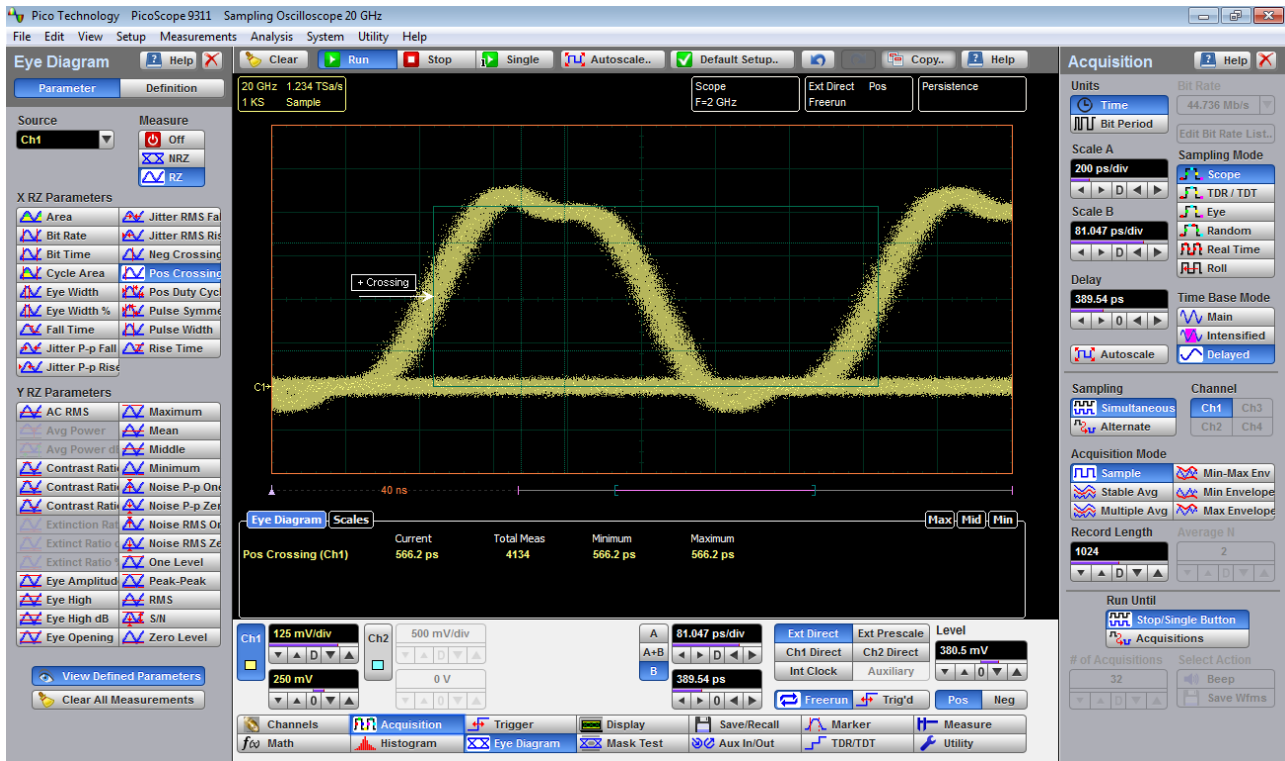 Pico Technology PicoScope 9311 Sampling Oscilloscope 20 GHz
File Edit View Setup Measurements Analysis System Utility Help
Eye Diagram Help
Parameter Definition
Source Measure
Ch1 Off
NRZ
RZ
X RZ Parameters
Area Jitter RMS Fal
Bit Rate Jitter RMS Ris
Bit Time Neg Crossing
Cycle Area Pos Crossing
Eye Width Pos Duty Cycl
Eye Width % Pulse Symme
Fall Time Pulse Width
Jitter P-p Fall Rise Time
Jitter P-p Rise
Y RZ Parameters
AC RMS Maximum
Avg Power Mean
Avg Power d Middle
Contrast Rati Minimum
Contrast Rati Noise P-p One
Contrast Rati Noise P-p Zer
Extinction Rat Noise RMS On
Extinct Ratio Noise RMS Ze
Extinct Ratio One Level
Eye Amplitud Peak-Peak
Eye High RMS
Eye High dB S/N
Eye Opening Zero Level
View Defined Parameters
Clear All Measurements
Clear Run Stop Single Autoscale.. Default Setup.. Copy.. Help
20 GHz 1.234 TSa/s
1 KS Sample
Scope
F=2 GHz
Ext Direct Pos
Freerun
Persistence
+ Crossing
C1
40 ns
Eye Diagram Scales Max Mid Min
Current Total Meas Minimum Maximum
Pos Crossing (Ch1) 566.2 ps 4134 566.2 ps 566.2 ps
Ch1 125 mV/div Ch2 500 mV/div
D D
250 mV 0 V
0 0
A 81.047 ps/div
A+B D
B 389.54 ps
0
Ext Direct Ext Prescale Level
Ch1 Direct Ch2 Direct 380.5 mV
Int Clock Auxiliary 0
Freerun Trig'd Pos Neg
Channels Acquisition Trigger Display Save/Recall Marker Measure
f(x) Math Histogram Eye Diagram Mask Test Aux In/Out TDR/TDT Utility
Acquisition Help
Units Bit Rate
Time 44.736 Mb/s
Bit Period Edit Bit Rate List..
Scale A Sampling Mode
200 ps/div Scope
D TDR / TDT
Scale B Eye
81.047 ps/div Random
D Real Time
Roll
Delay
389.54 ps Time Base Mode
0 Main
Intensified
Autoscale Delayed
Sampling Channel
Simultaneous Ch1 Ch3
Alternate Ch2 Ch4
Acquisition Mode
Sample Min-Max Env
Stable Avg Min Envelope
Multiple Avg Max Envelope
Record Length Average N
1024 2
D D
Run Until
Stop/Single Button
Acquisitions
# of Acquisitions Select Action
32 Beep
D Save Wfms